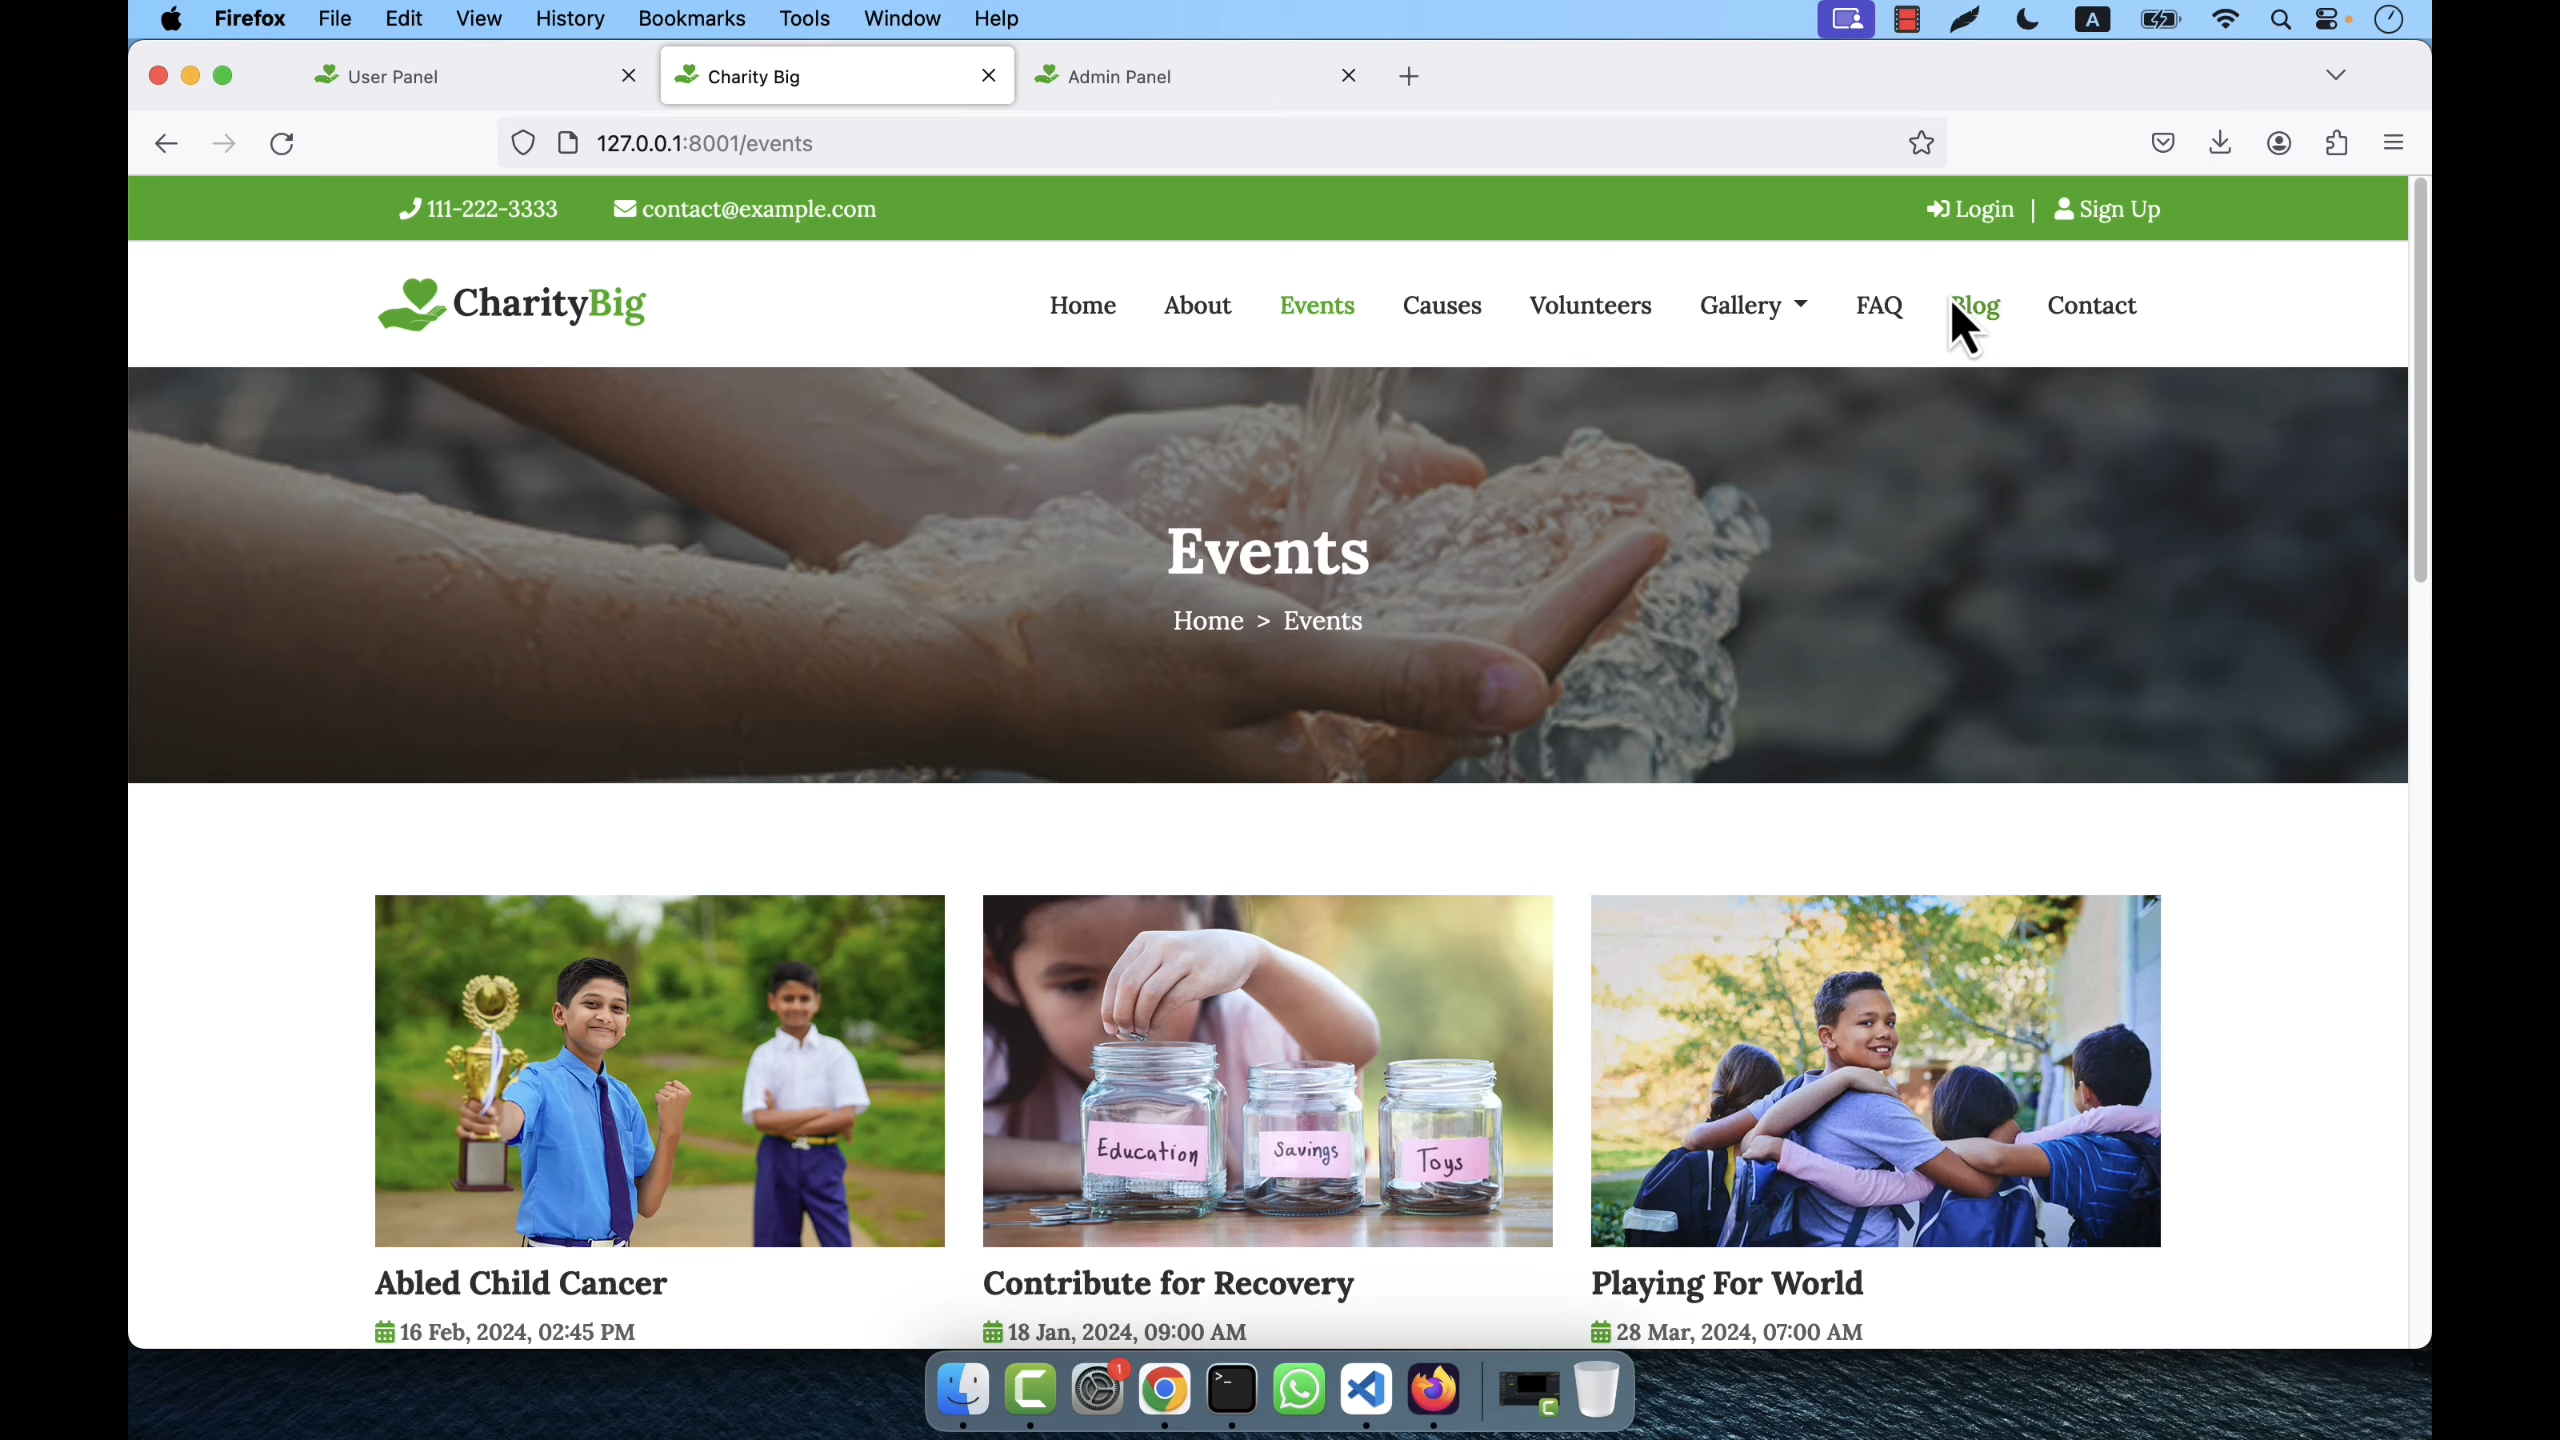 Firefox File Edit View History Bookmarks Tools Window Help
A
User Panel
Charity Big
Admin Panel
127.0.0.1:8001/events
111-222-3333
contact@example.com
Login | Sign Up
CharityBig
Home About Events Causes Volunteers Gallery FAQ Blog Contact
Events
Home > Events
Education
Savings
Toys
Abled Child Cancer
Contribute for Recovery
Playing For World
16 Feb, 2024, 02:45 PM
18 Jan, 2024, 09:00 AM
28 Mar, 2024, 07:00 AM
1